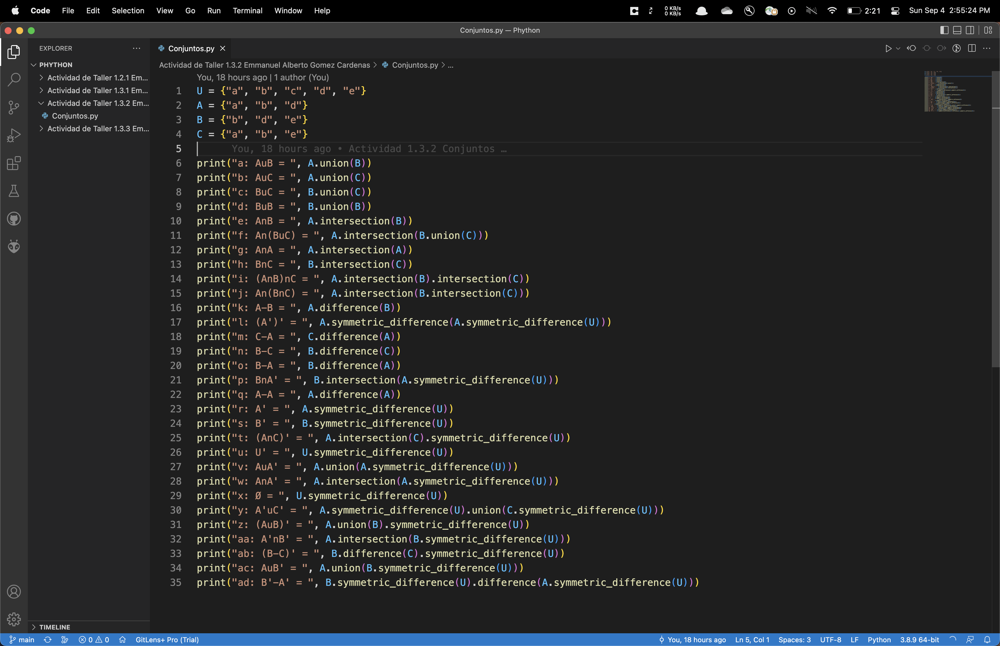 Code File Edit Selection View Go Run Terminal Window Help
0 KB/s
0 KB/s
2:21 Sun Sep 4 2:55:24 PM
Conjuntos.py — Phython
EXPLORER
PHYTHON
Actividad de Taller 1.2.1 Em...
Actividad de Taller 1.3.1 Em...
Actividad de Taller 1.3.2 Em...
Conjuntos.py
Actividad de Taller 1.3.3 Em...
TIMELINE
Conjuntos.py
Actividad de Taller 1.3.2 Emmanuel Alberto Gomez Cardenas > Conjuntos.py > ...
You, 18 hours ago | 1 author (You)
1 U = {"a", "b", "c", "d", "e"}
2 A = {"a", "b", "d"}
3 B = {"b", "d", "e"}
4 C = {"a", "b", "e"}
5 You, 18 hours ago • Actividad 1.3.2 Conjuntos …
6 print("a: AuB = ", A.union(B))
7 print("b: AuC = ", A.union(C))
8 print("c: BuC = ", B.union(C))
9 print("d: BuB = ", B.union(B))
10 print("e: AnB = ", A.intersection(B))
11 print("f: An(BuC) = ", A.intersection(B.union(C)))
12 print("g: AnA = ", A.intersection(A))
13 print("h: BnC = ", B.intersection(C))
14 print("i: (AnB)nC = ", A.intersection(B).intersection(C))
15 print("j: An(BnC) = ", A.intersection(B.intersection(C)))
16 print("k: A-B = ", A.difference(B))
17 print("l: (A')' = ", A.symmetric_difference(A.symmetric_difference(U)))
18 print("m: C-A = ", C.difference(A))
19 print("n: B-C = ", B.difference(C))
20 print("o: B-A = ", B.difference(A))
21 print("p: BnA' = ", B.intersection(A.symmetric_difference(U)))
22 print("q: A-A = ", A.difference(A))
23 print("r: A' = ", A.symmetric_difference(U))
24 print("s: B' = ", B.symmetric_difference(U))
25 print("t: (AnC)' = ", A.intersection(C).symmetric_difference(U))
26 print("u: U' = ", U.symmetric_difference(U))
27 print("v: AuA' = ", A.union(A.symmetric_difference(U)))
28 print("w: AnA' = ", A.intersection(A.symmetric_difference(U)))
29 print("x: Ø = ", U.symmetric_difference(U))
30 print("y: A'uC' = ", A.symmetric_difference(U).union(C.symmetric_difference(U)))
31 print("z: (AuB)' = ", A.union(B).symmetric_difference(U))
32 print("aa: A'nB' = ", A.intersection(B.symmetric_difference(U)))
33 print("ab: (B-C)' = ", B.difference(C).symmetric_difference(U))
34 print("ac: AuB' = ", A.union(B.symmetric_difference(U)))
35 print("ad: B'-A' = ", B.symmetric_difference(U).difference(A.symmetric_difference(U)))
main 0 0 GitLens+ Pro (Trial) You, 18 hours ago Ln 5, Col 1 Spaces: 3 UTF-8 LF Python 3.8.9 64-bit